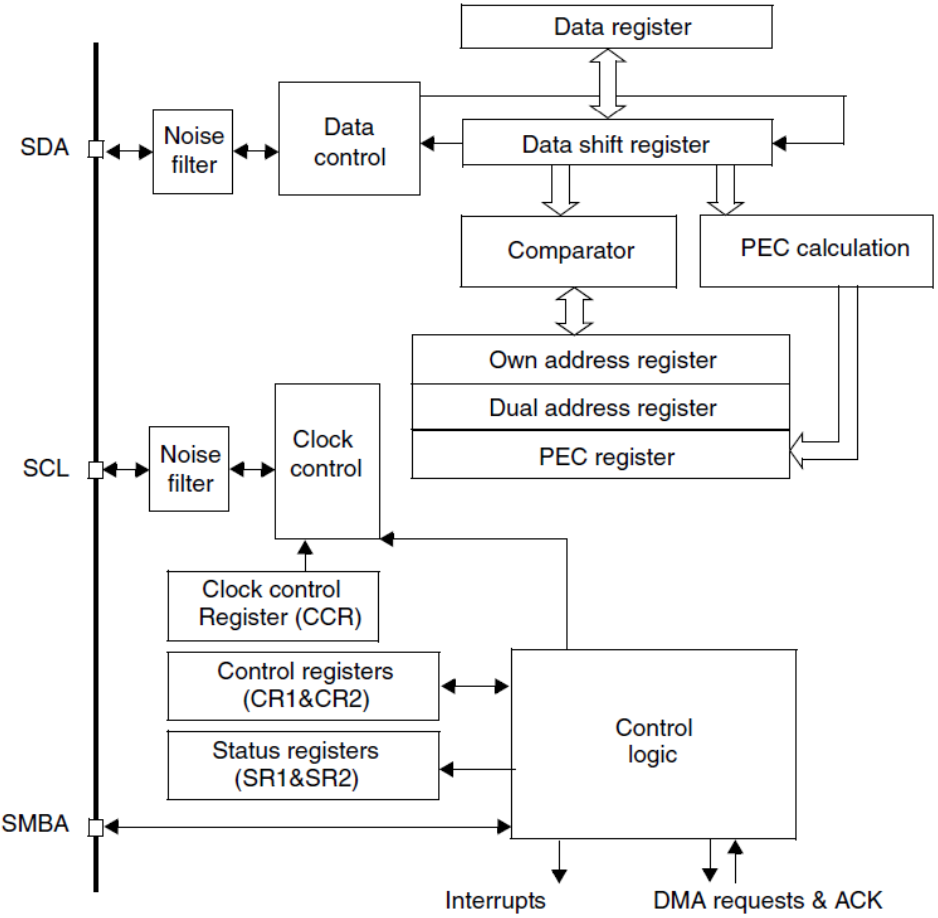 Data register
SDA
Noise
filter
Data
control
Data shift register
Comparator
PEC calculation
Own address register
Dual address register
PEC register
SCL
Noise
filter
Clock
control
Clock control
Register (CCR)
Control registers
(CR1&CR2)
Status registers
(SR1&SR2)
Control
logic
SMBA
Interrupts
DMA requests & ACK